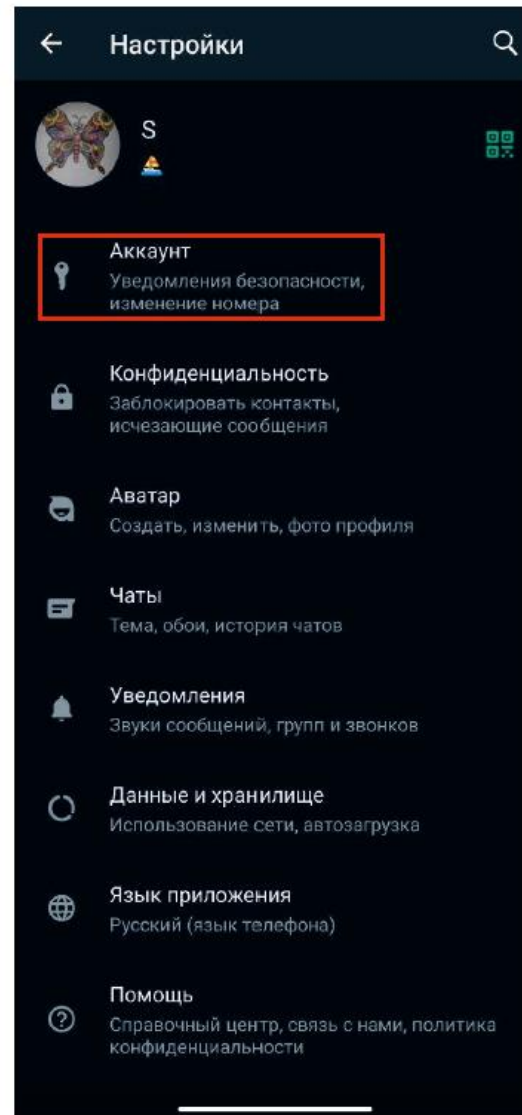 Настройки
S
Аккаунт
Уведомления безопасности,
изменение номера
Конфиденциальность
Заблокировать контакты,
исчезающие сообщения
Аватар
Создать, изменить, фото профиля
Чаты
Тема, обои, история чатов
Уведомления
Звуки сообщений, групп и звонков
Данные и хранилище
Использование сети, автозагрузка
Язык приложения
Русский (язык телефона)
Помощь
Справочный центр, связь с нами, политика
конфиденциальности